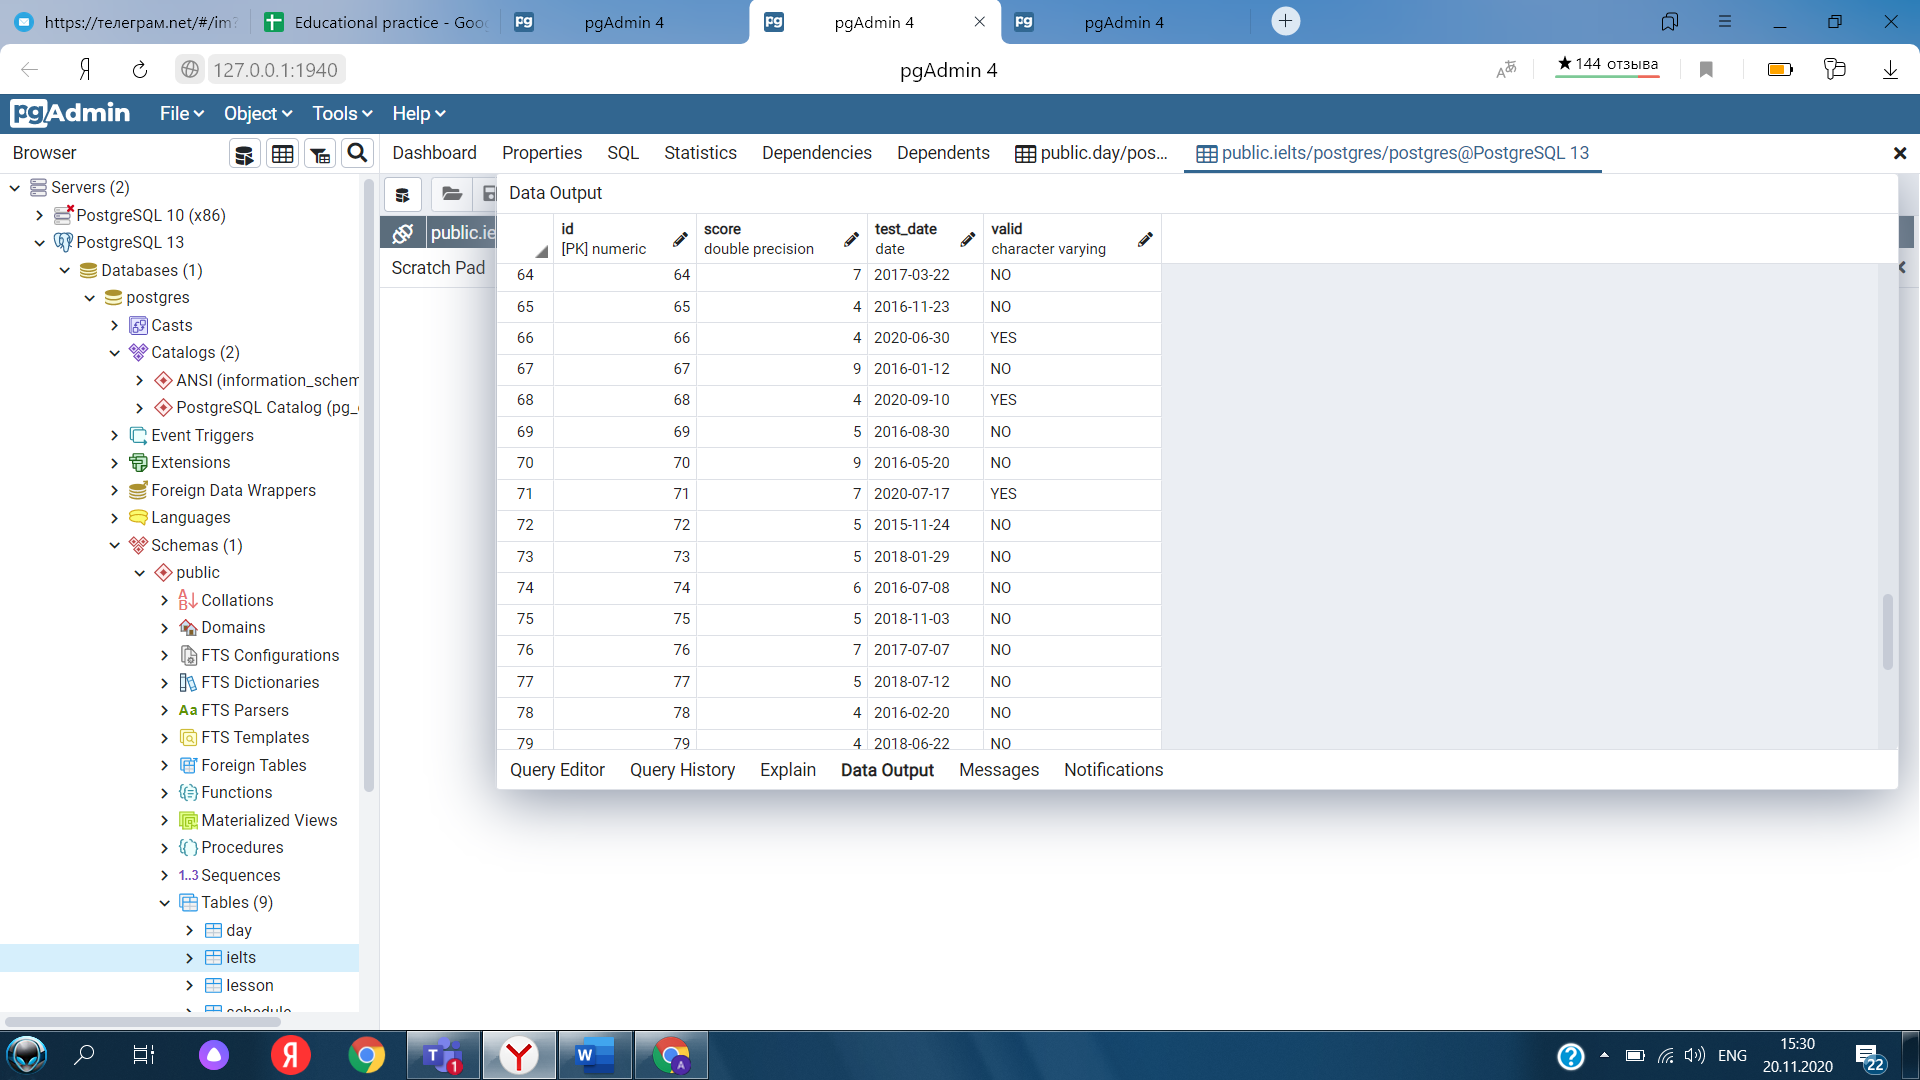 https://телеграм.net/#/im?
Educational practice - Goo
pgAdmin 4
pgAdmin 4
pgAdmin 4
127.0.0.1:1940
pgAdmin 4
144 отзыва
pgAdmin
File
Object
Tools
Help
Browser
Dashboard
Properties
SQL
Statistics
Dependencies
Dependents
public.day/pos...
public.ielts/postgres/postgres@PostgreSQL 13
Servers (2)
PostgreSQL 10 (x86)
PostgreSQL 13
Databases (1)
postgres
Casts
Catalogs (2)
ANSI (information_schem
PostgreSQL Catalog (pg_
Event Triggers
Extensions
Foreign Data Wrappers
Languages
Schemas (1)
public
Collations
Domains
FTS Configurations
FTS Dictionaries
Aa FTS Parsers
FTS Templates
Foreign Tables
Functions
Materialized Views
Procedures
1..3 Sequences
Tables (9)
day
ielts
lesson
schedule
public.ie
Scratch Pad
Data Output
id score test_date valid
[PK] numeric double precision date character varying
64 64 7 2017-03-22 NO
65 65 4 2016-11-23 NO
66 66 4 2020-06-30 YES
67 67 9 2016-01-12 NO
68 68 4 2020-09-10 YES
69 69 5 2016-08-30 NO
70 70 9 2016-05-20 NO
71 71 7 2020-07-17 YES
72 72 5 2015-11-24 NO
73 73 5 2018-01-29 NO
74 74 6 2016-07-08 NO
75 75 5 2018-11-03 NO
76 76 7 2017-07-07 NO
77 77 5 2018-07-12 NO
78 78 4 2016-02-20 NO
79 79 4 2018-06-22 NO
Query Editor
Query History
Explain
Data Output
Messages
Notifications
ENG
15:30
20.11.2020
22